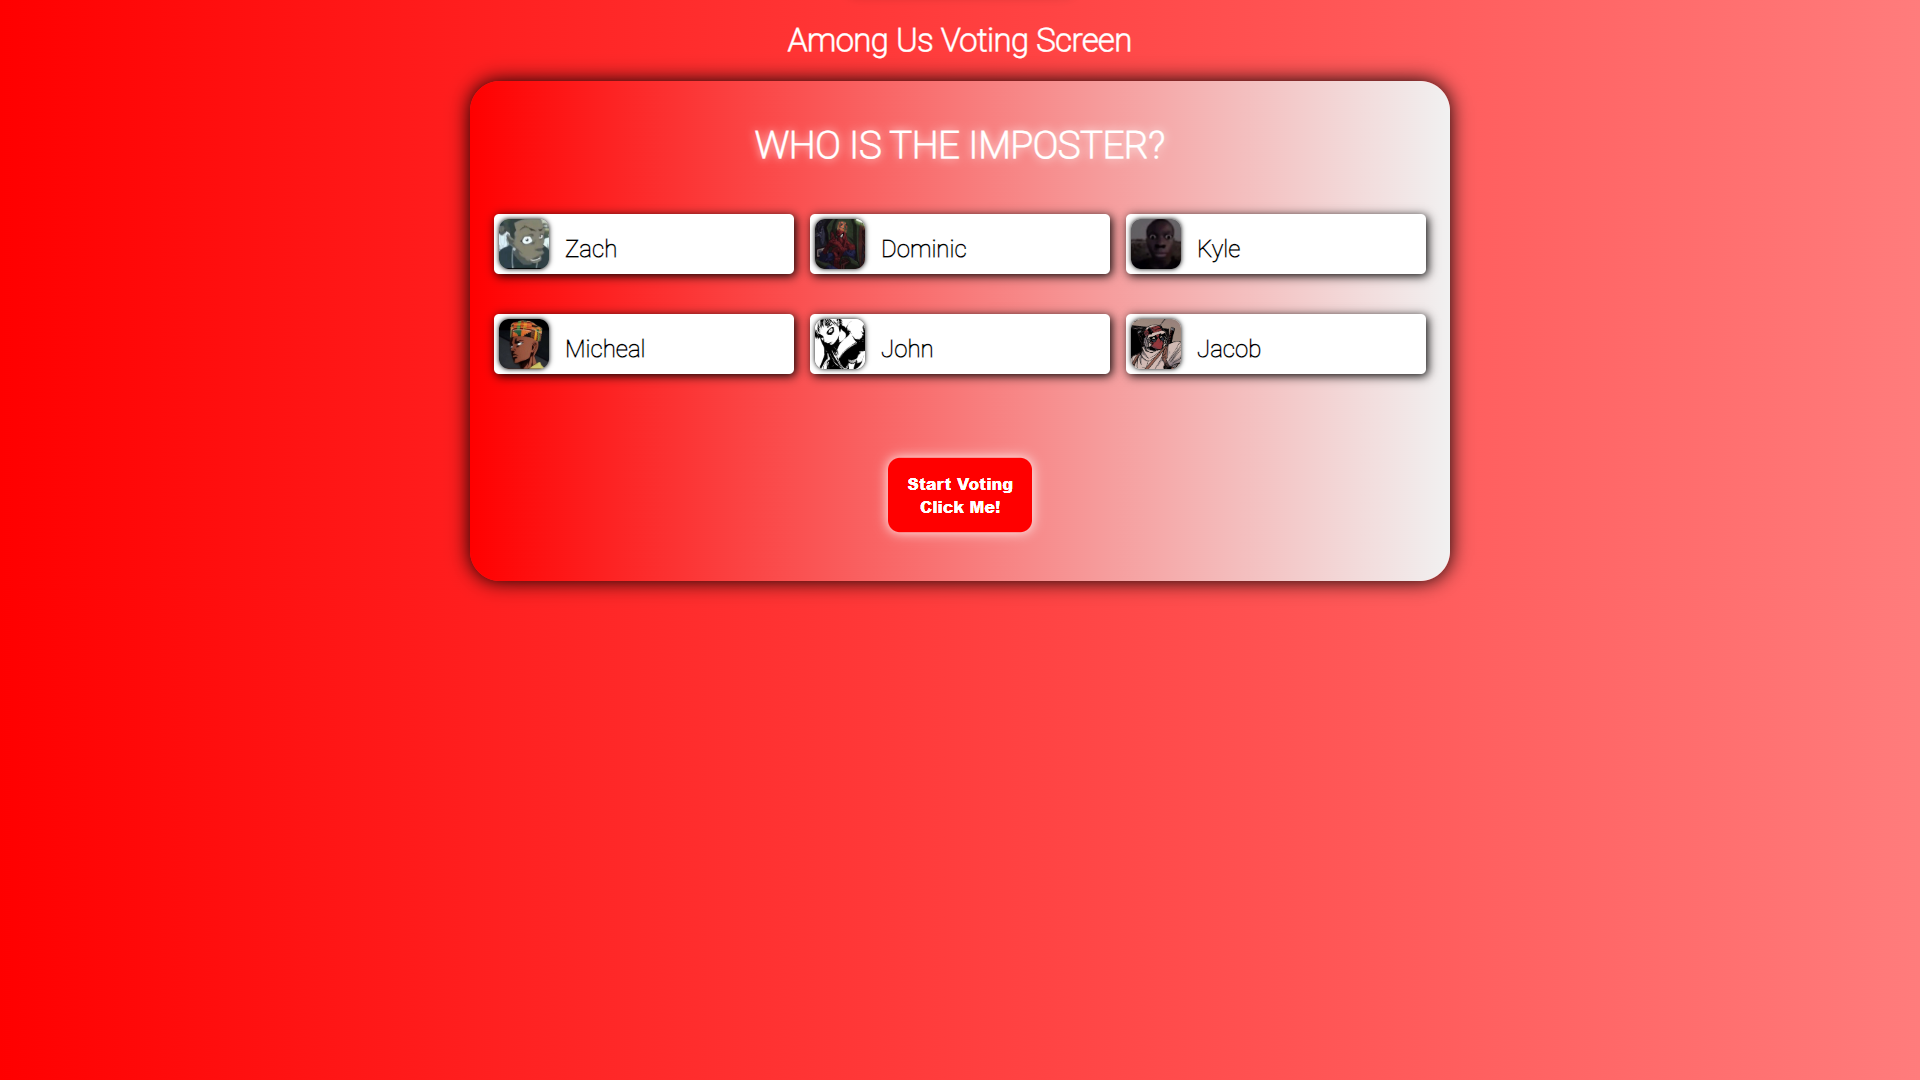 Among Us Voting Screen
WHO IS THE IMPOSTER?
Zach
Dominic
Kyle
Micheal
John
Jacob
Start Voting
Click Me!